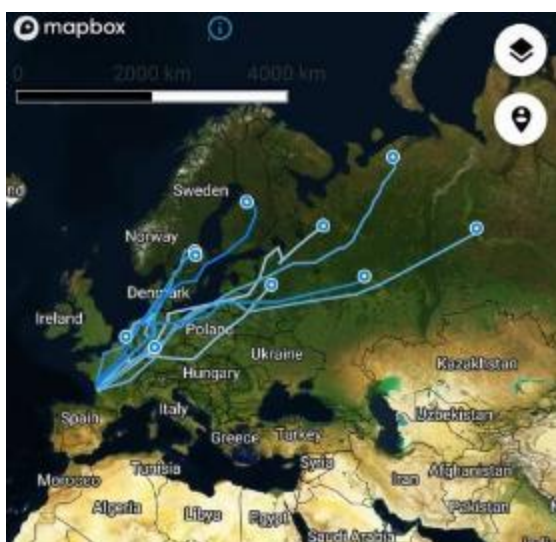 mapbox
0 2000 km 4000 km
Sweden
Norway
Denmark
Ireland
Poland
Ukraine
Kazakhstan
Hungary
Uzbekistan
Spain
Italy
Greece
Turkey
Syria
Iran
Afghanistan
Morocco
Tunisia
Algeria
Libya
Egypt
Pakistan
Saudi Arabia